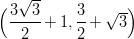 (3√3/2 + 1, 3/2 + √3)